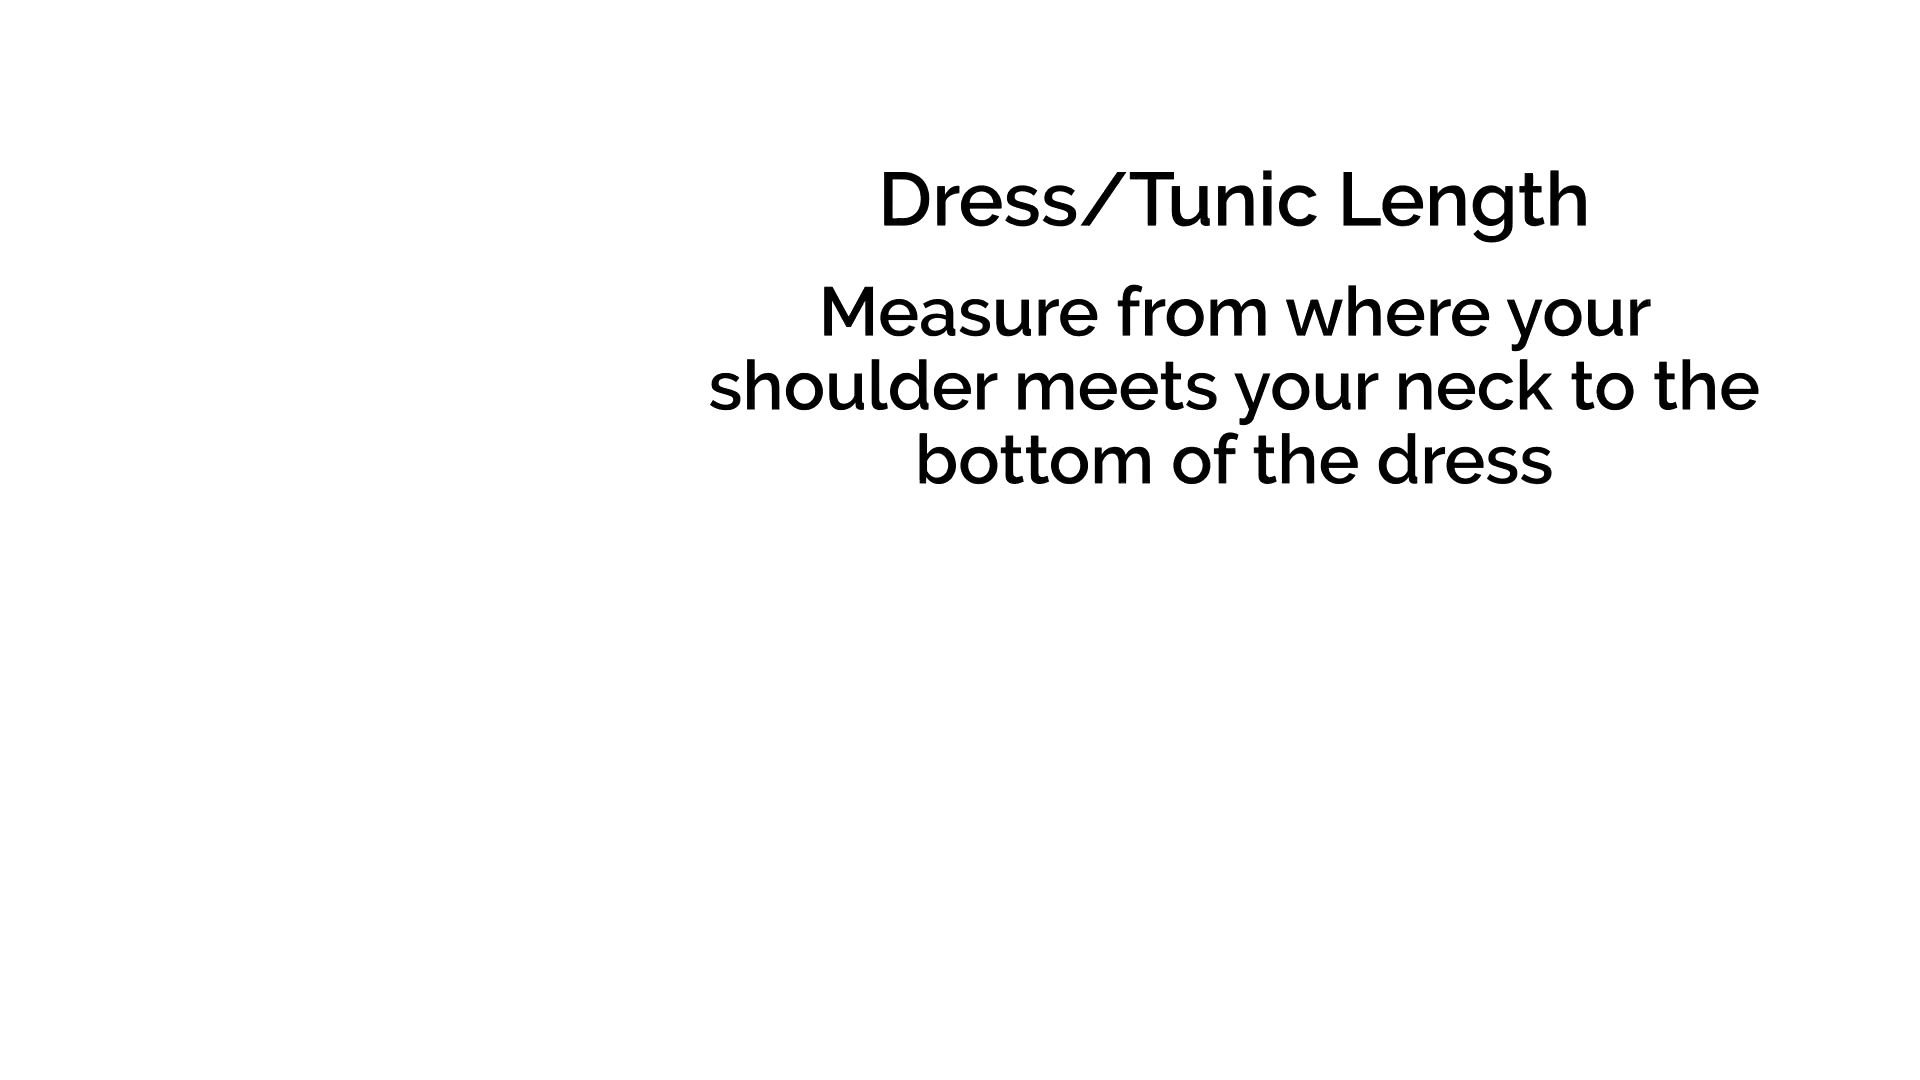 Dress/Tunic Length
Measure from where your
shoulder meets your neck to the
bottom of the dress